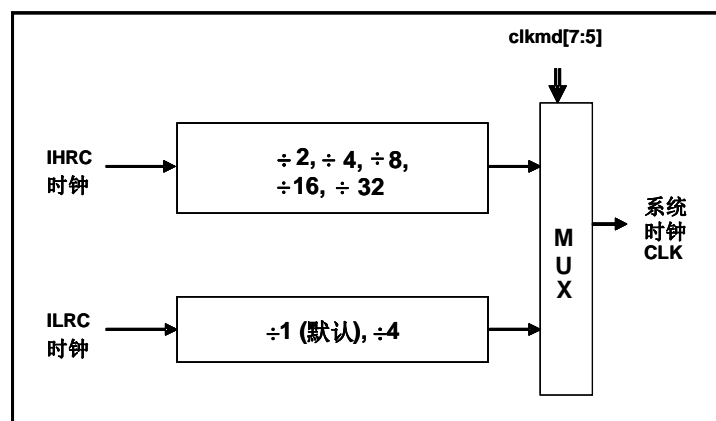 clkmd[7:5]
IHRC
时钟
÷2, ÷ 4, ÷8,
÷16, ÷ 32
M
U
X
系统
时钟
CLK
ILRC
时钟
÷1 (默认), ÷4